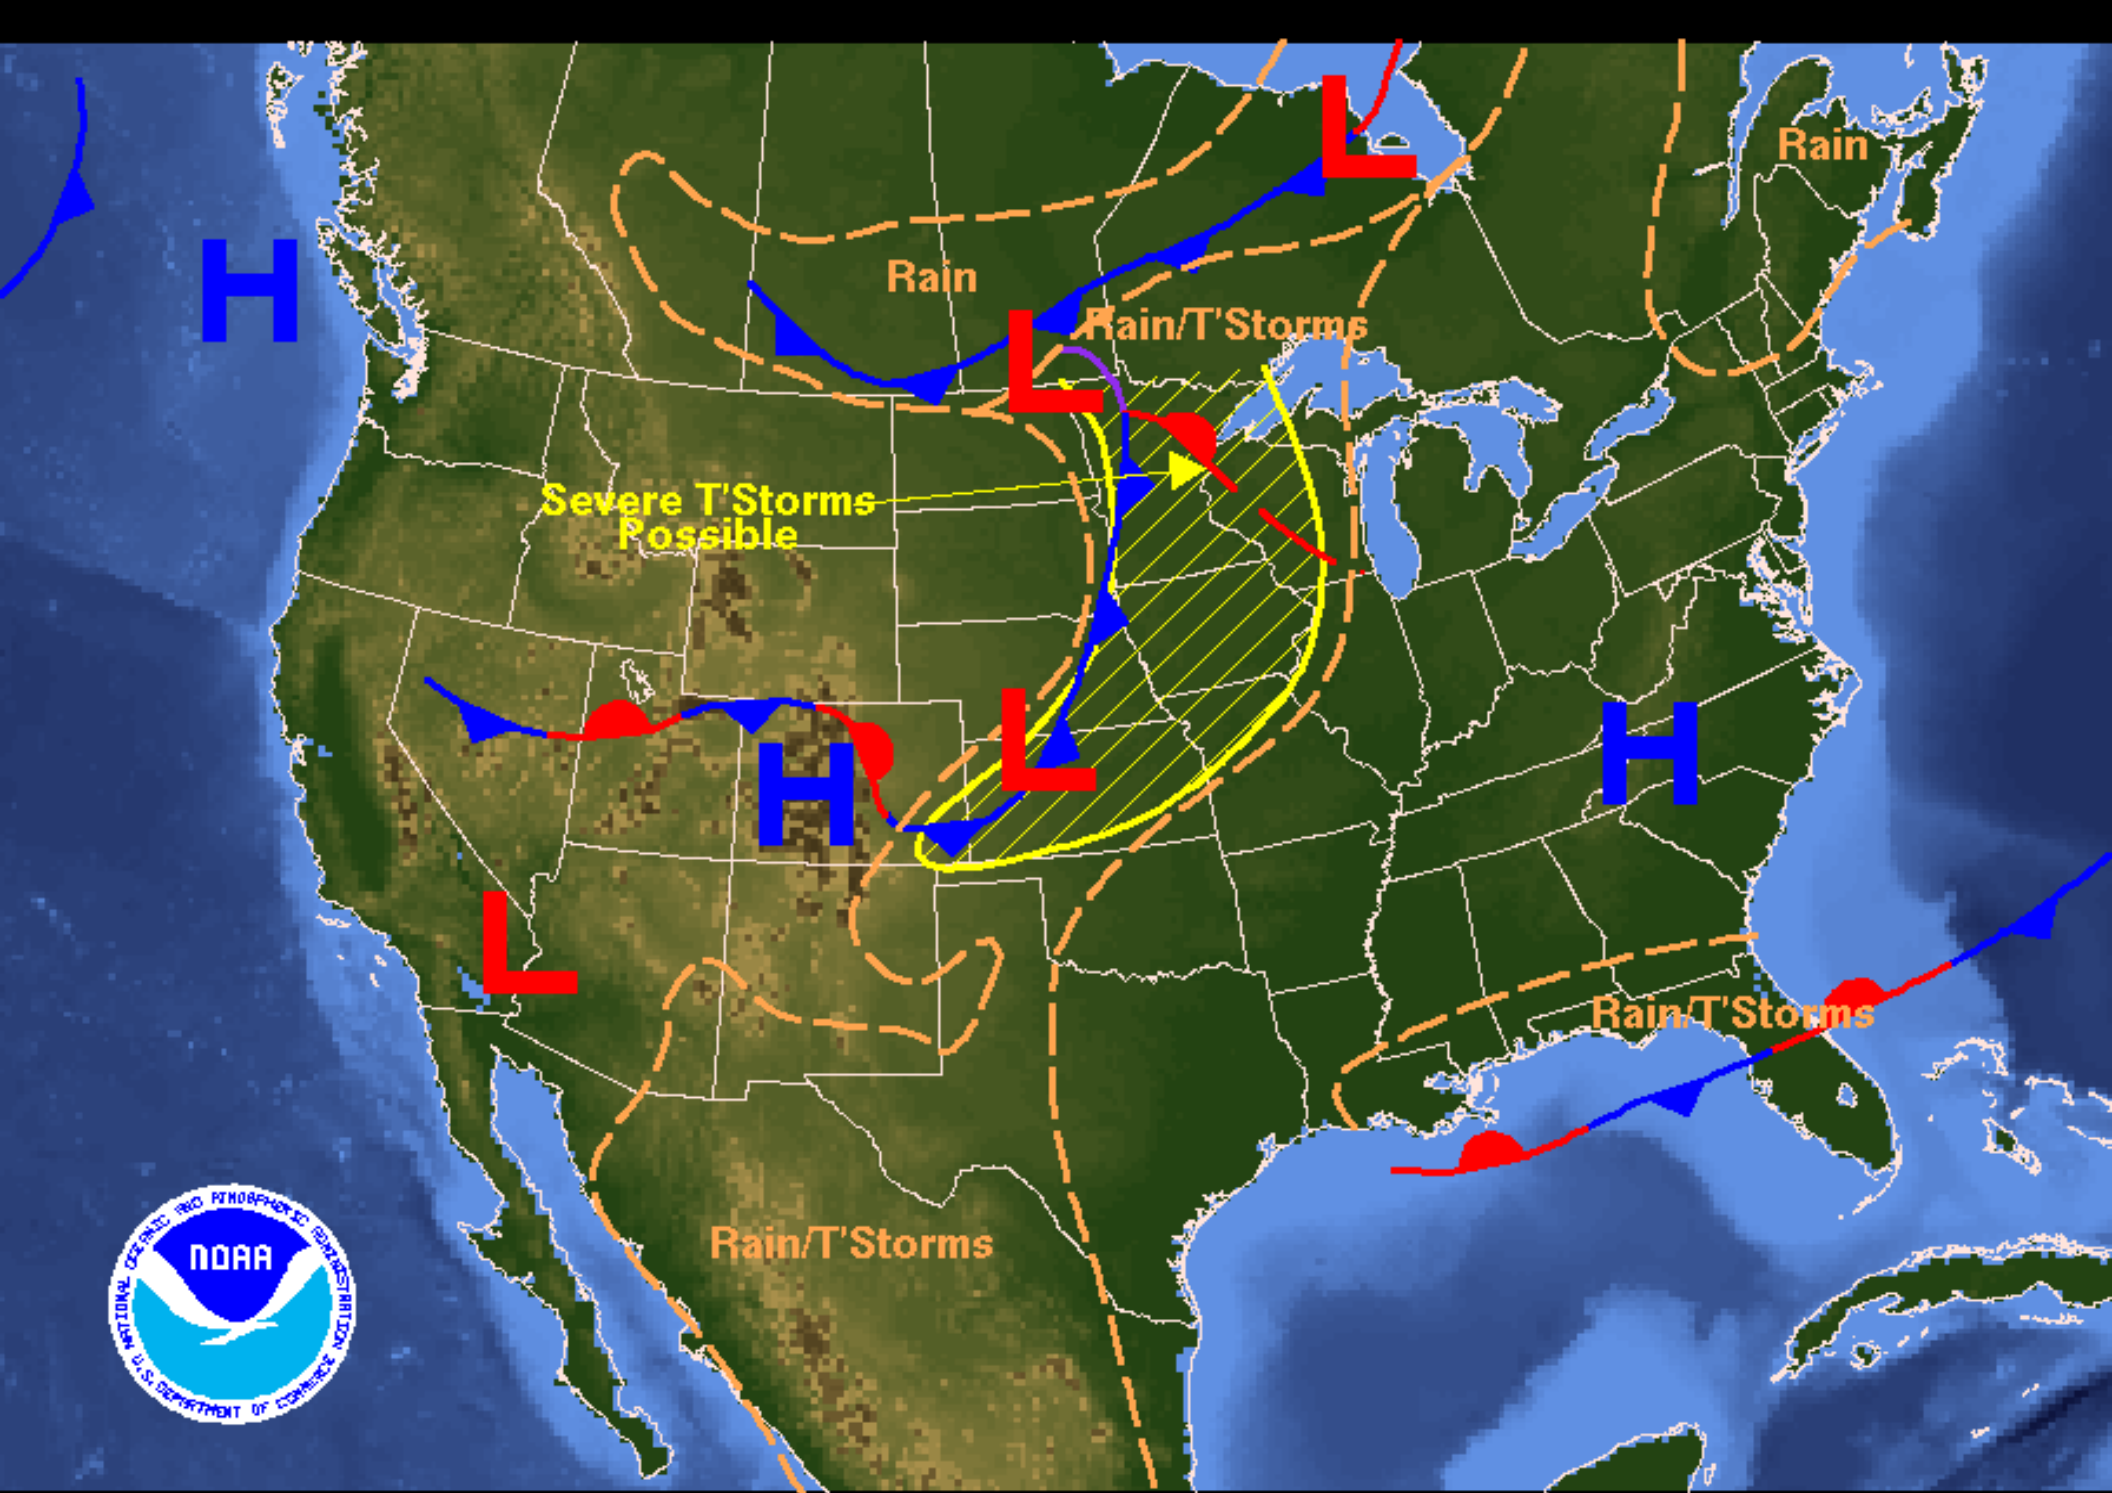 L
Rain
H
Rain
L
Rain/T'Storms
Severe T'Storms
Possible
L
H
H
L
Rain/T'Storms
Rain/T'Storms
NATIONAL OCEANIC AND ATMOSPHERIC ADMINISTRATION
NOAA
U.S. DEPARTMENT OF COMMERCE